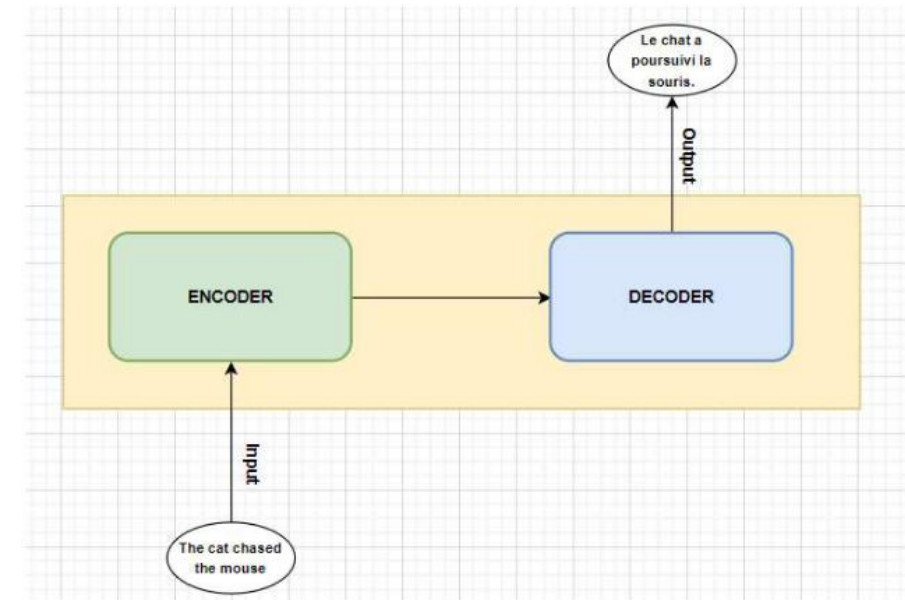 Le chat a
poursuivi la
souris.
Output
ENCODER
DECODER
Input
The cat chased
the mouse